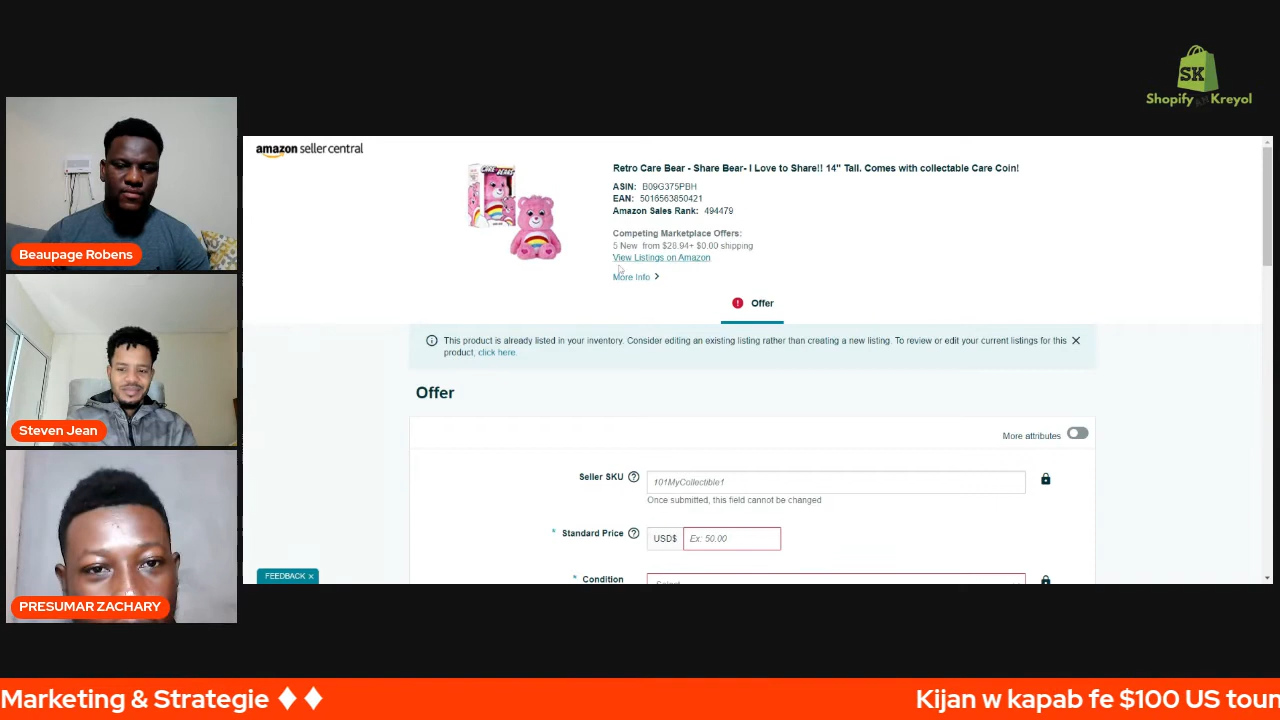 SK
Shopify AN Kreyol
Beaupage Robens
Steven Jean
PRESUMAR ZACHARY
amazon seller central
Retro Care Bear - Share Bear- I Love to Share!! 14" Tall. Comes with collectable Care Coin!
ASIN: B09G375PBH
EAN: 5016563850421
Amazon Sales Rank: 494479
Competing Marketplace Offers:
5 New from $28.94+ $0.00 shipping
View Listings on Amazon
More Info
Offer
This product is already listed in your inventory. Consider editing an existing listing rather than creating a new listing. To review or edit your current listings for this
product, click here.
Offer
More attributes
Seller SKU
101MyCollectible1
Once submitted, this field cannot be changed
* Standard Price
USD$ Ex: 50.00
* Condition
Select
FEEDBACK x
Marketing & Strategie ♦ ♦
Kijan w kapab fe $100 US tour